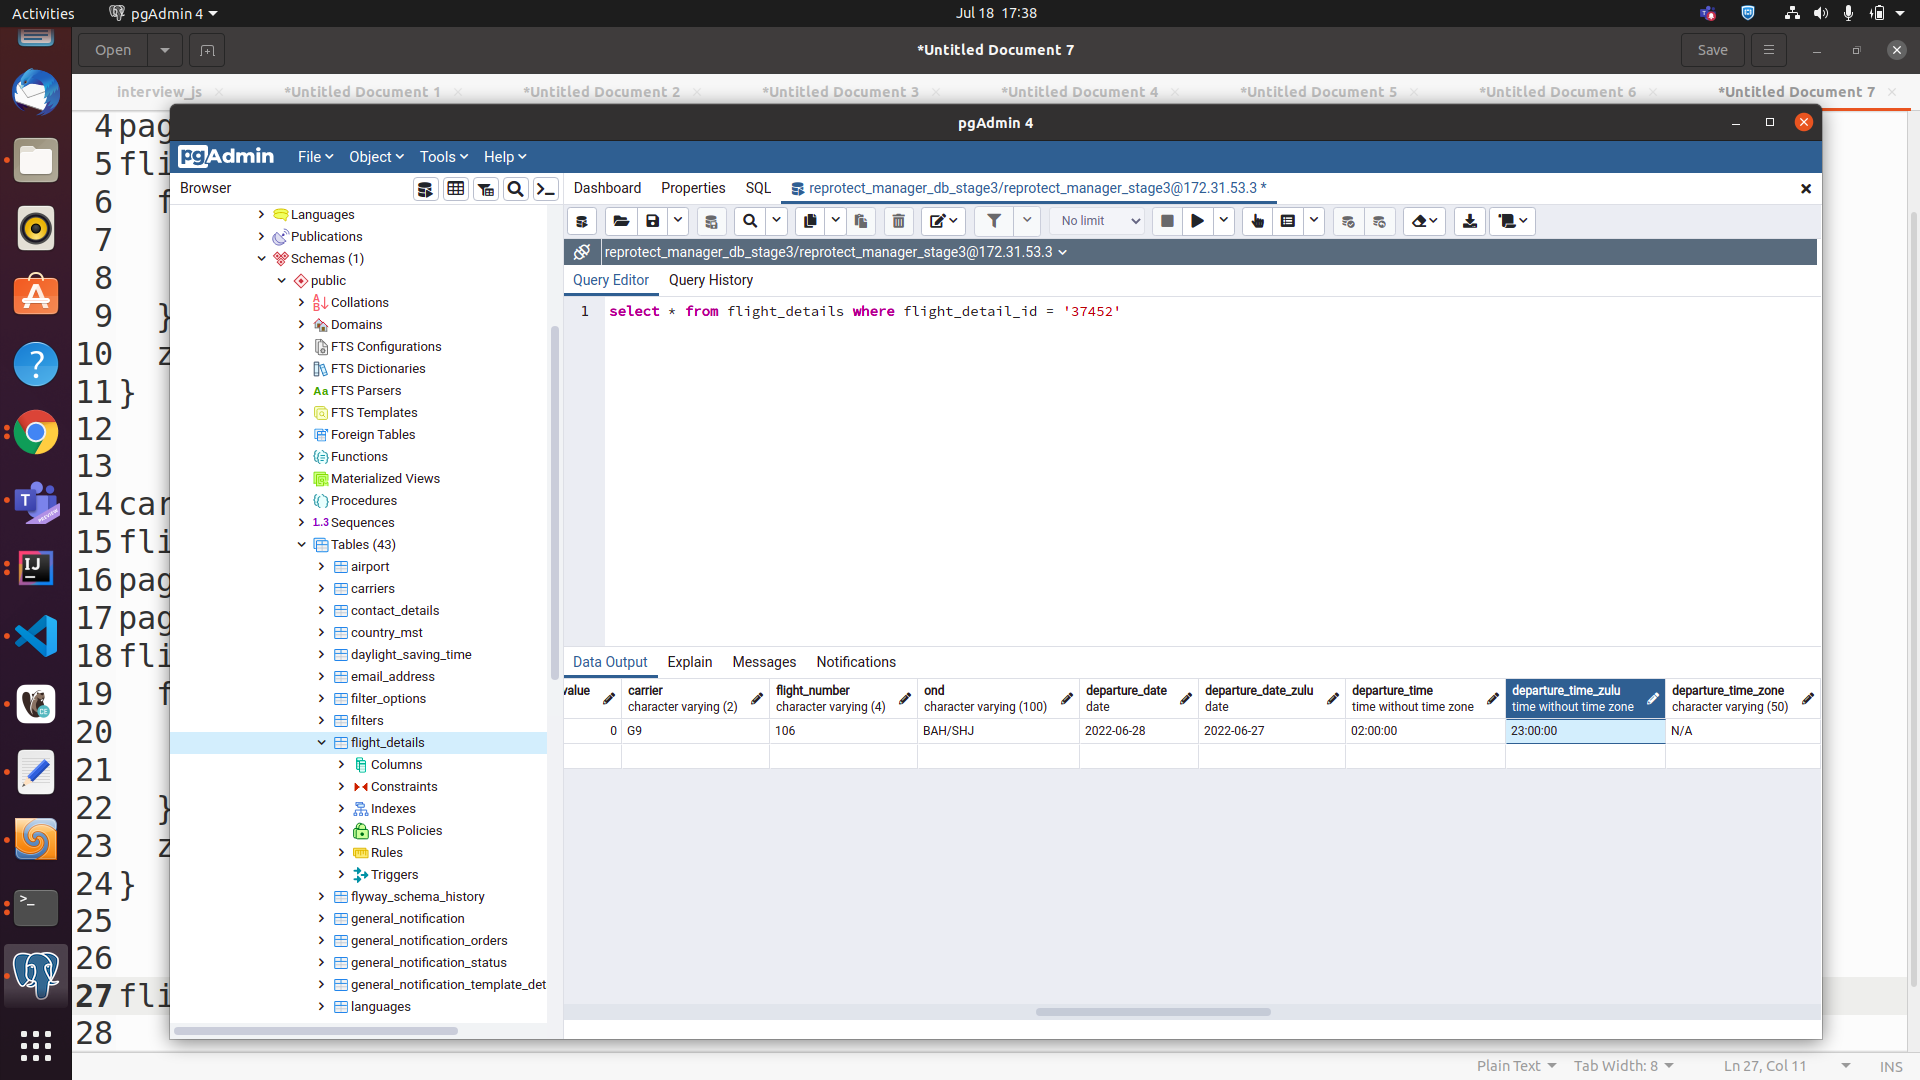 Activities
pgAdmin 4
Jul 18 17:38
Open
*Untitled Document 7
Save
interview_js
*Untitled Document 1
*Untitled Document 2
*Untitled Document 3
*Untitled Document 4
*Untitled Document 5
*Untitled Document 6
*Untitled Document 7
pgAdmin 4
pgAdmin
File
Object
Tools
Help
Browser
Dashboard
Properties
SQL
reprotect_manager_db_stage3/reprotect_manager_stage3@172.31.53.3 *
No limit
reprotect_manager_db_stage3/reprotect_manager_stage3@172.31.53.3
Query Editor
Query History
1 select * from flight_details where flight_detail_id = '37452'
Languages
Publications
Schemas (1)
public
Collations
Domains
FTS Configurations
FTS Dictionaries
Aa FTS Parsers
FTS Templates
Foreign Tables
Functions
Materialized Views
Procedures
1..3 Sequences
Tables (43)
airport
carriers
contact_details
country_mst
daylight_saving_time
email_address
filter_options
filters
flight_details
Columns
Constraints
Indexes
RLS Policies
Rules
Triggers
flyway_schema_history
general_notification
general_notification_orders
general_notification_status
general_notification_template_det
languages
Data Output
Explain
Messages
Notifications
value
carrier
character varying (2)
flight_number
character varying (4)
ond
character varying (100)
departure_date
date
departure_date_zulu
date
departure_time
time without time zone
departure_time_zulu
time without time zone
departure_time_zone
character varying (50)
0 G9 106 BAH/SHJ 2022-06-28 2022-06-27 02:00:00 23:00:00 N/A
4 pag
5 fli
6 f
7
8
9 }
10 z
11 }
12
13
14 car
15 fli
16 pag
17 pag
18 fli
19 f
20
21
22 }
23 z
24 }
25
26
27 fli
28
Plain Text
Tab Width: 8
Ln 27, Col 11
INS